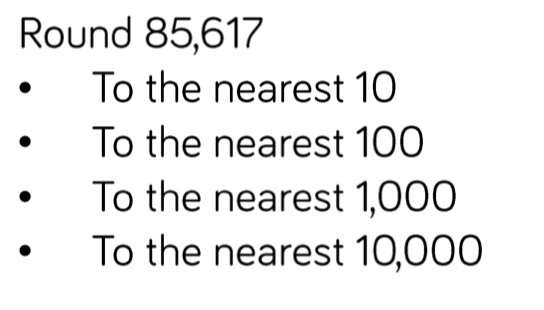 Round 85,617
• To the nearest 10
• To the nearest 100
• To the nearest 1,000
• To the nearest 10,000